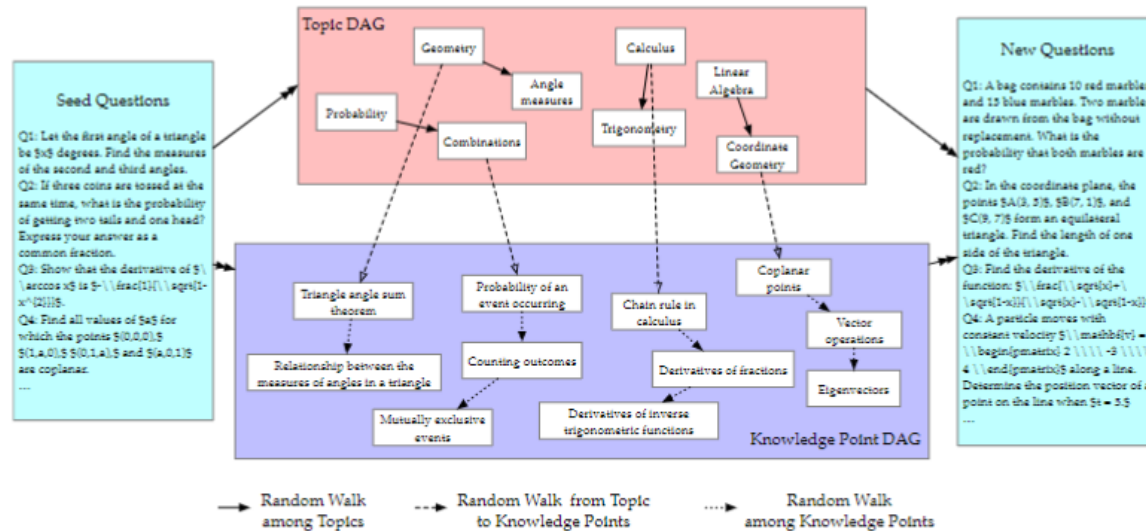 Seed Questions
Q1: Let the first angle of a triangle
be $x$ degrees. Find the measures
of the second and third angles.
Q2: If three coins are tossed at the
same time, what is the probability
of getting two tails and one head?
Express your answer as a
common fraction.
Q3: Show that the derivative of $\
\arccos x$ is $-\\frac{1}{\\sqrt{1-
x^{2}}}$.
Q4: Find all values of $a$ for
which the points $(0,0,0),$
$(1,a,0),$ $(0,1,a),$ and $(a,0,1)$
are coplanar.
....
Topic DAG
Geometry
Angle
measures
Probability
Combinations
Calculus
Trigonometry
Linear
Algebra
Coordinate
Geometry
Triangle angle sum
theorem
Relationship between the
measures of angles in a triangle
Probability of an
event occurring
Counting outcomes
Mutually exclusive
events
Chain rule in
calculus
Derivatives of fractions
Derivatives of inverse
trigonometric functions
Coplanar
points
Vector
operations
Eigenvectors
Knowledge Point DAG
New Questions
Q1: A bag contains 10 red marbles
and 15 blue marbles. Two marble
are drawn from the bag without
replacement. What is the
probability that both marbles are
red?
Q2: In the coordinate plane, the
points $A(3, 5)$, $B(7, 1)$, and
$C(9, 7)$ form an equilateral
triangle. Find the length of one
side of the triangle.
Q3: Find the derivative of the
function: $\\frac{\\sqrt{x}+\
\sqrt{1-x}}{\\sqrt{x}-\\sqrt{1-x}}
Q4: A particle moves with
constant velocity $\\mathbf{v} =
\\begin{pmatrix} 2 \\\\ -3 \\\\
4 \\end{pmatrix}$ along a line.
Determine the position vector of a
point on the line when $t = 5.$
....
Random Walk
among Topics
Random Walk from Topic
to Knowledge Points
Random Walk
among Knowledge Points